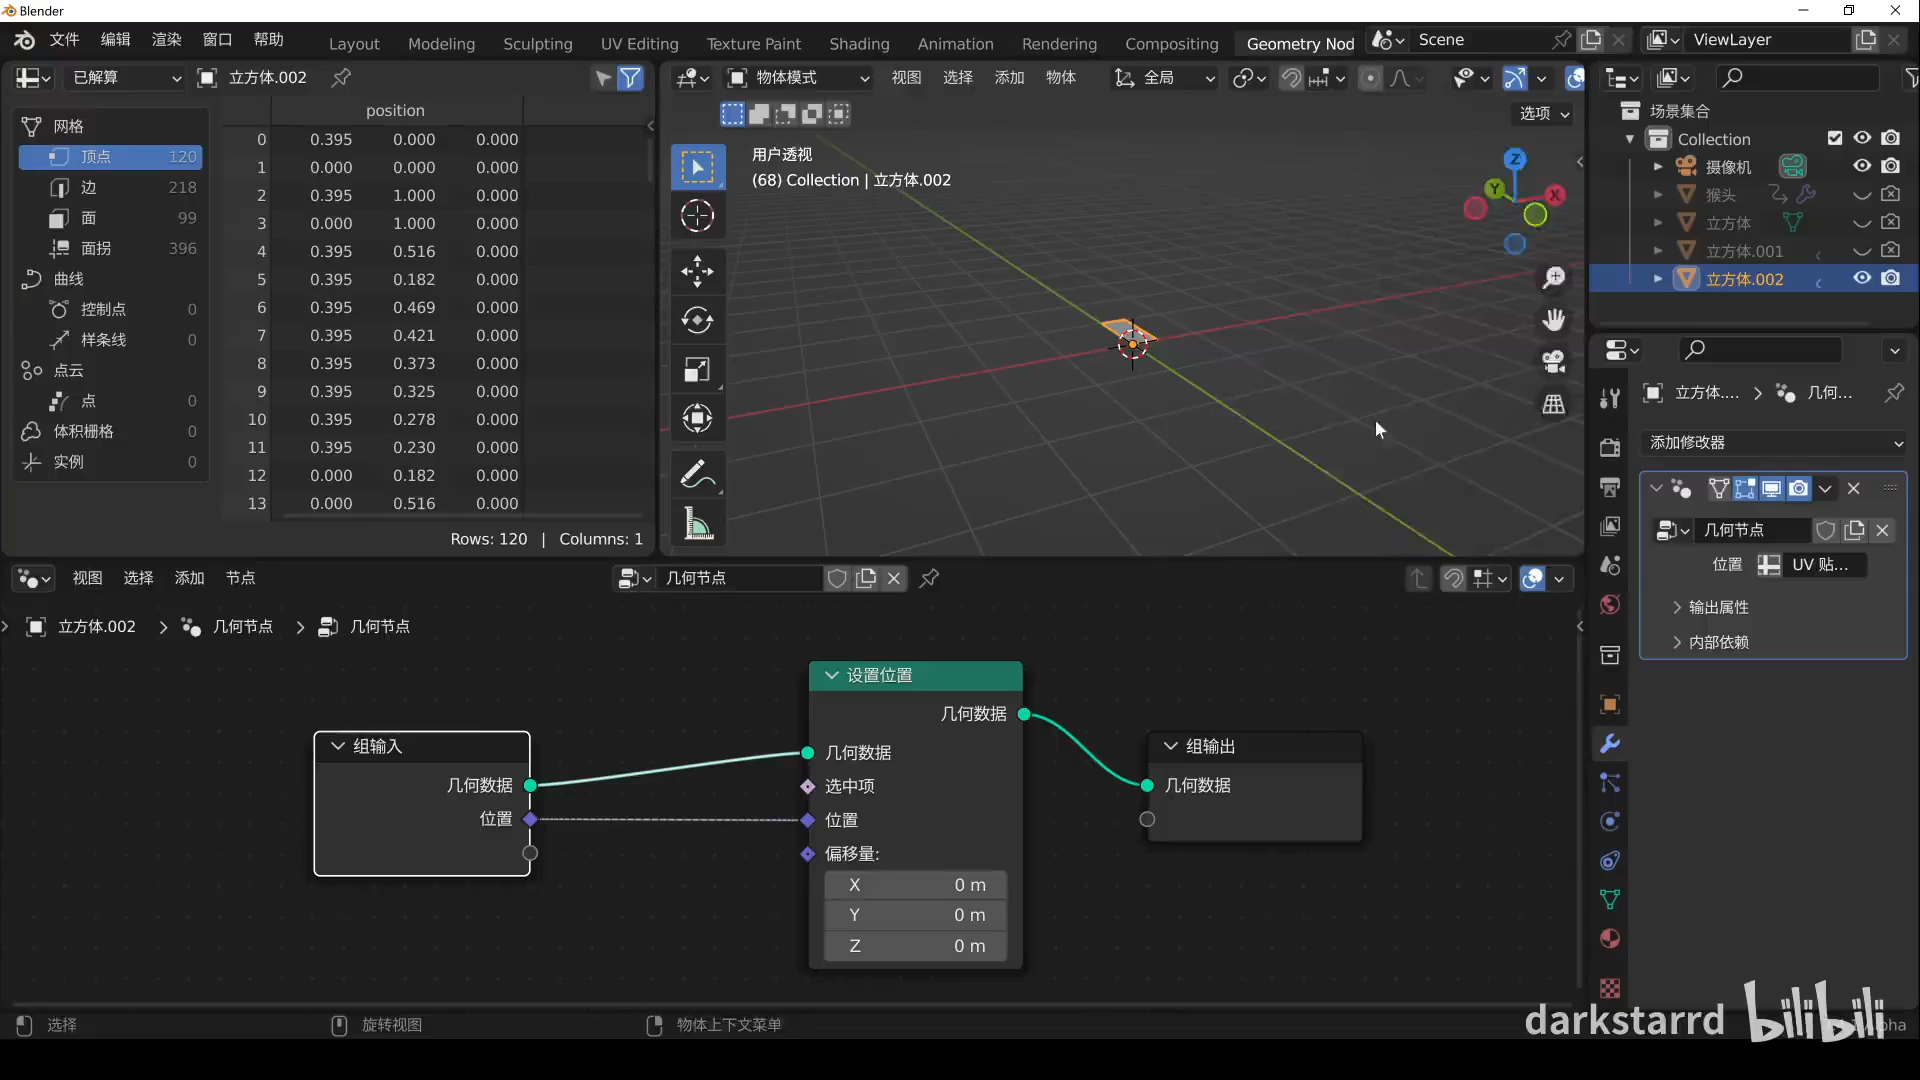 Blender
文件 编辑 渲染 窗口 帮助 Layout Modeling Sculpting UV Editing Texture Paint Shading Animation Rendering Compositing Geometry Nod Scene ViewLayer
已解算 立方体.002
position
网格
顶点 120
边 218
面 99
面拐 396
曲线
控制点 0
样条线 0
点云
点 0
体积栅格 0
实例 0
0 0.395 0.000 0.000
1 0.000 0.000 0.000
2 0.395 1.000 0.000
3 0.000 1.000 0.000
4 0.395 0.516 0.000
5 0.395 0.182 0.000
6 0.395 0.469 0.000
7 0.395 0.421 0.000
8 0.395 0.373 0.000
9 0.395 0.325 0.000
10 0.395 0.278 0.000
11 0.395 0.230 0.000
12 0.000 0.182 0.000
13 0.000 0.516 0.000
Rows: 120 | Columns: 1
物体模式 视图 选择 添加 物体 全局
选项
用户透视
(68) Collection | 立方体.002
Z
Y
X
场景集合
Collection
摄像机
猴头
立方体
立方体.001
立方体.002
立方体.... 几何...
添加修改器
几何节点
位置 UV 贴...
输出属性
内部依赖
视图 选择 添加 节点 几何节点
立方体.002 几何节点 几何节点
组输入
几何数据
位置
设置位置
几何数据
几何数据
选中项
位置
偏移量:
X 0 m
Y 0 m
Z 0 m
组输出
几何数据
选择 旋转视图 物体上下文菜单
darkstarrd bilibili